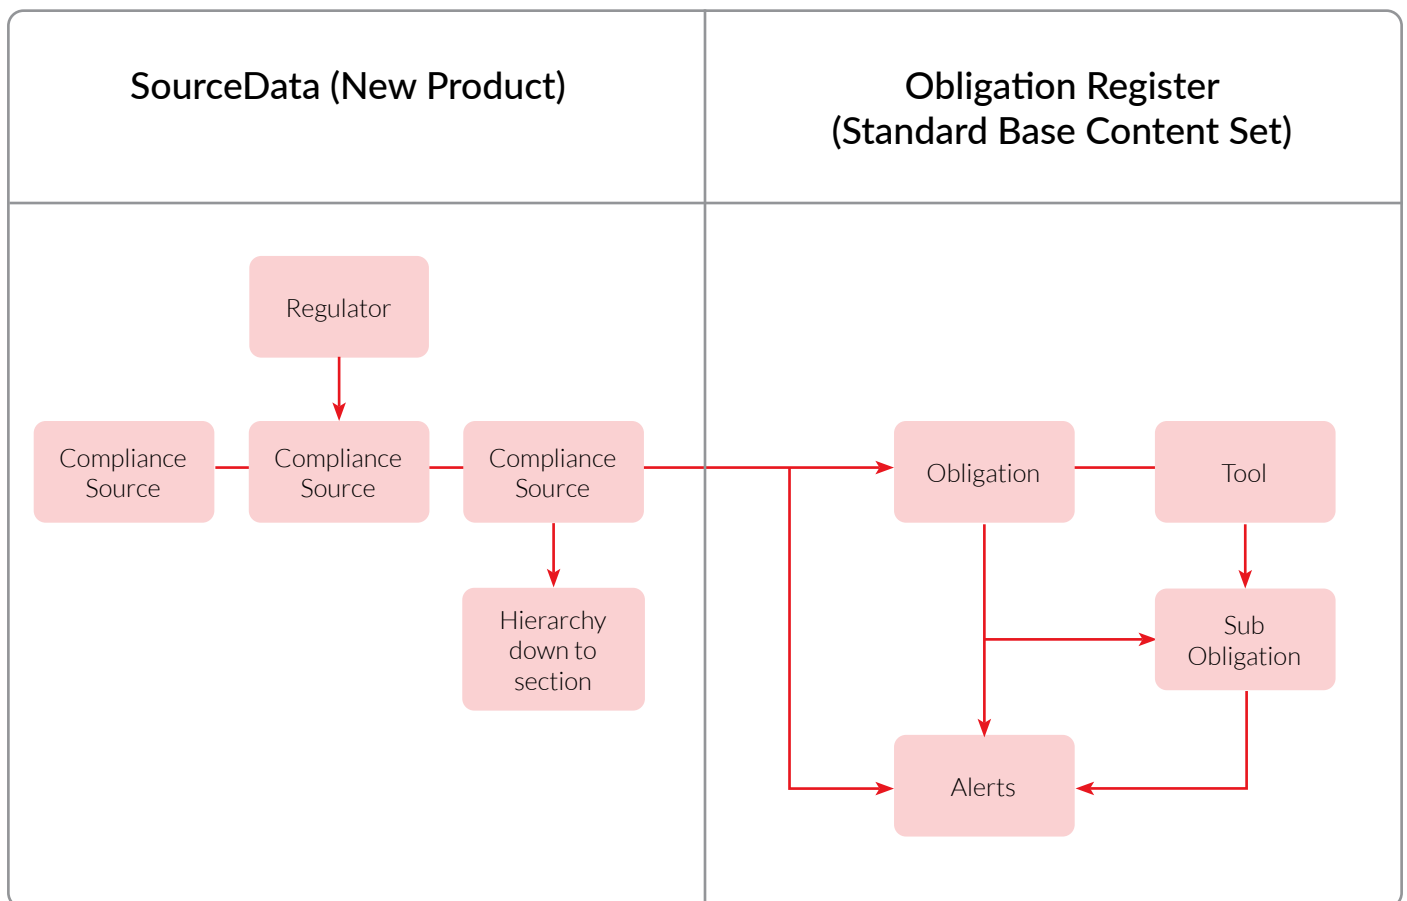 SourceData (New Product)
Obligation Register
(Standard Base Content Set)
Regulator
Compliance
Source
Compliance
Source
Compliance
Source
Hierarchy
down to
section
Obligation
Tool
Sub
Obligation
Alerts